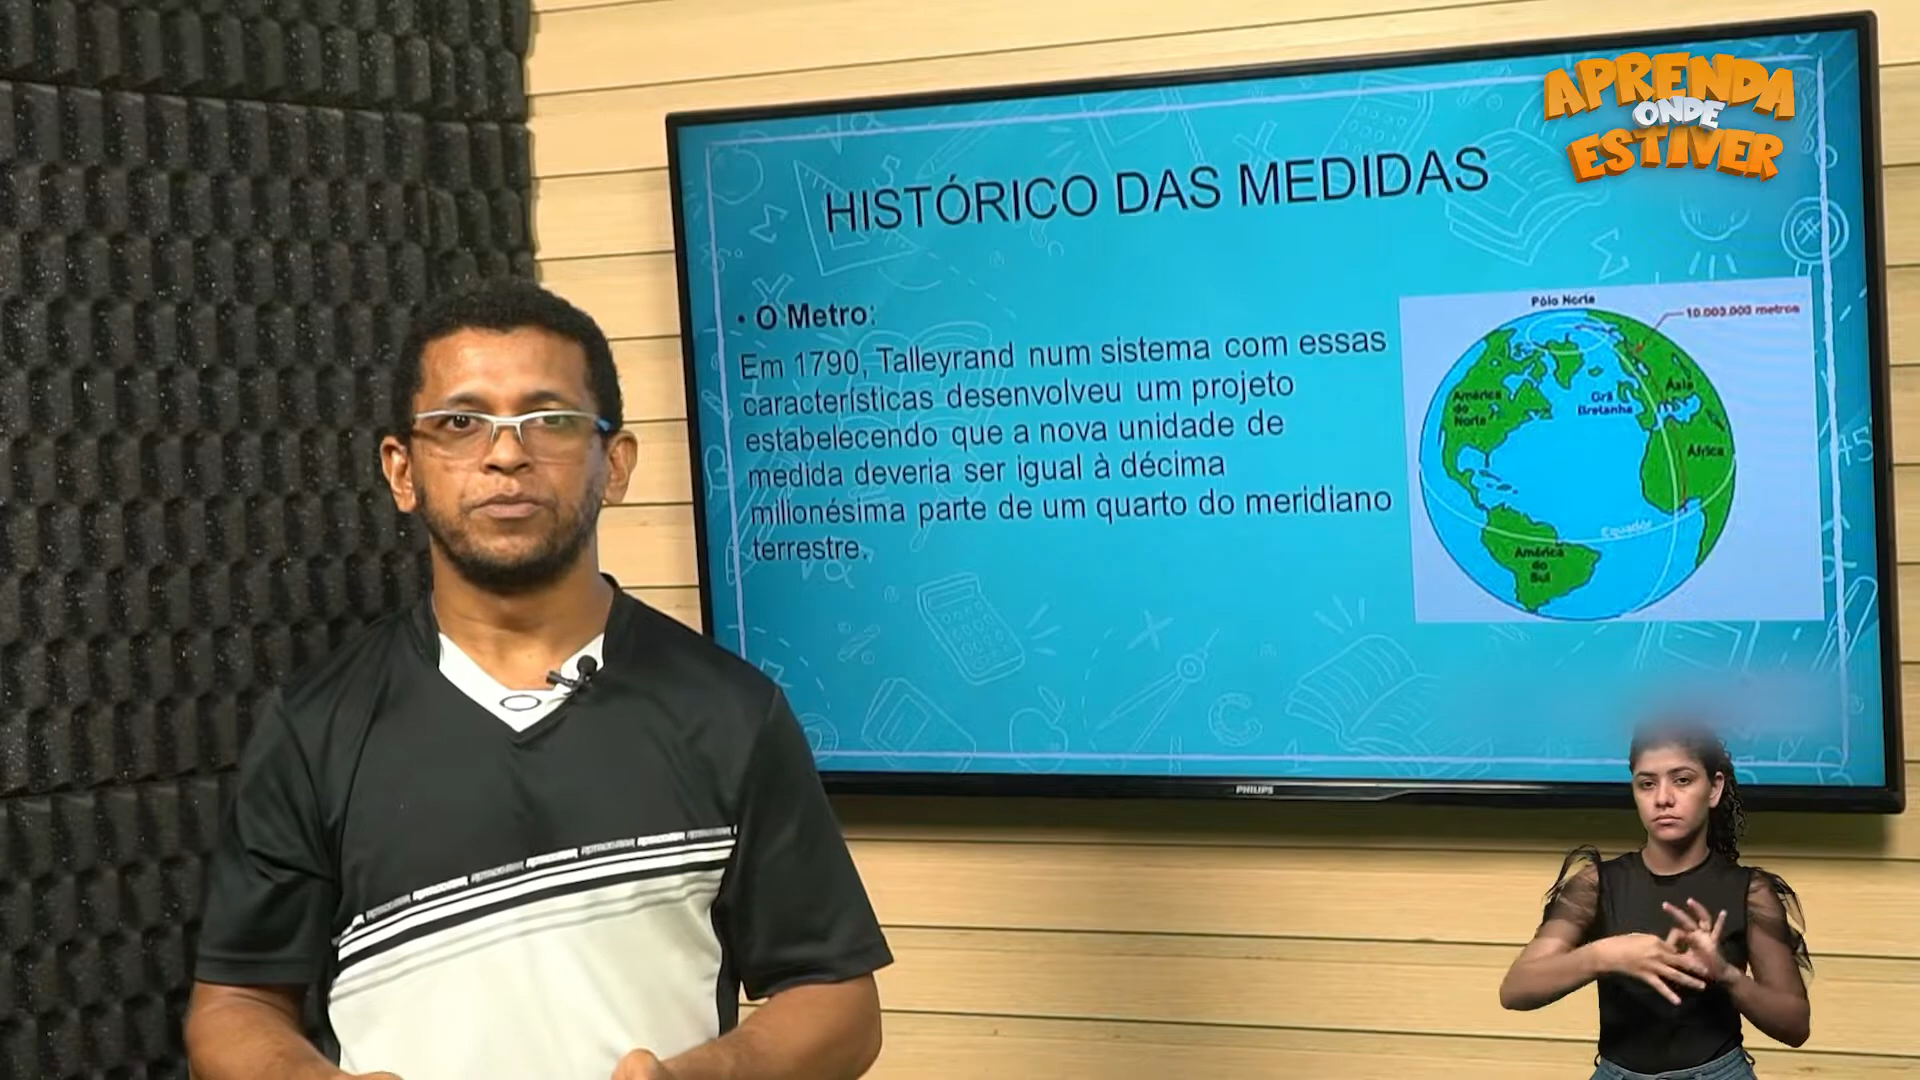 APRENDA
ONDE
ESTIVER
HISTÓRICO DAS MEDIDAS
• O Metro:
Em 1790, Talleyrand num sistema com essas
características desenvolveu um projeto
estabelecendo que a nova unidade de
medida deveria ser igual à décima
milionésima parte de um quarto do meridiano
terrestre.
Pólo Norte
10.000.000 metros
América
do
Norte
Grã
Bretanha
Ásia
África
Equador
América
do
Sul
PHILIPS